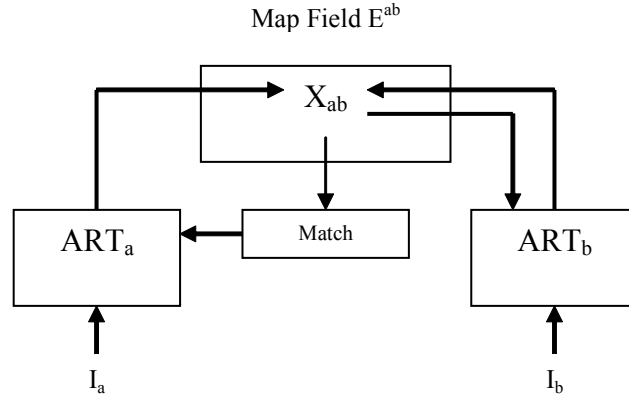 Map Field E^ab
X_ab
ART_a
Match
ART_b
I_a
I_b